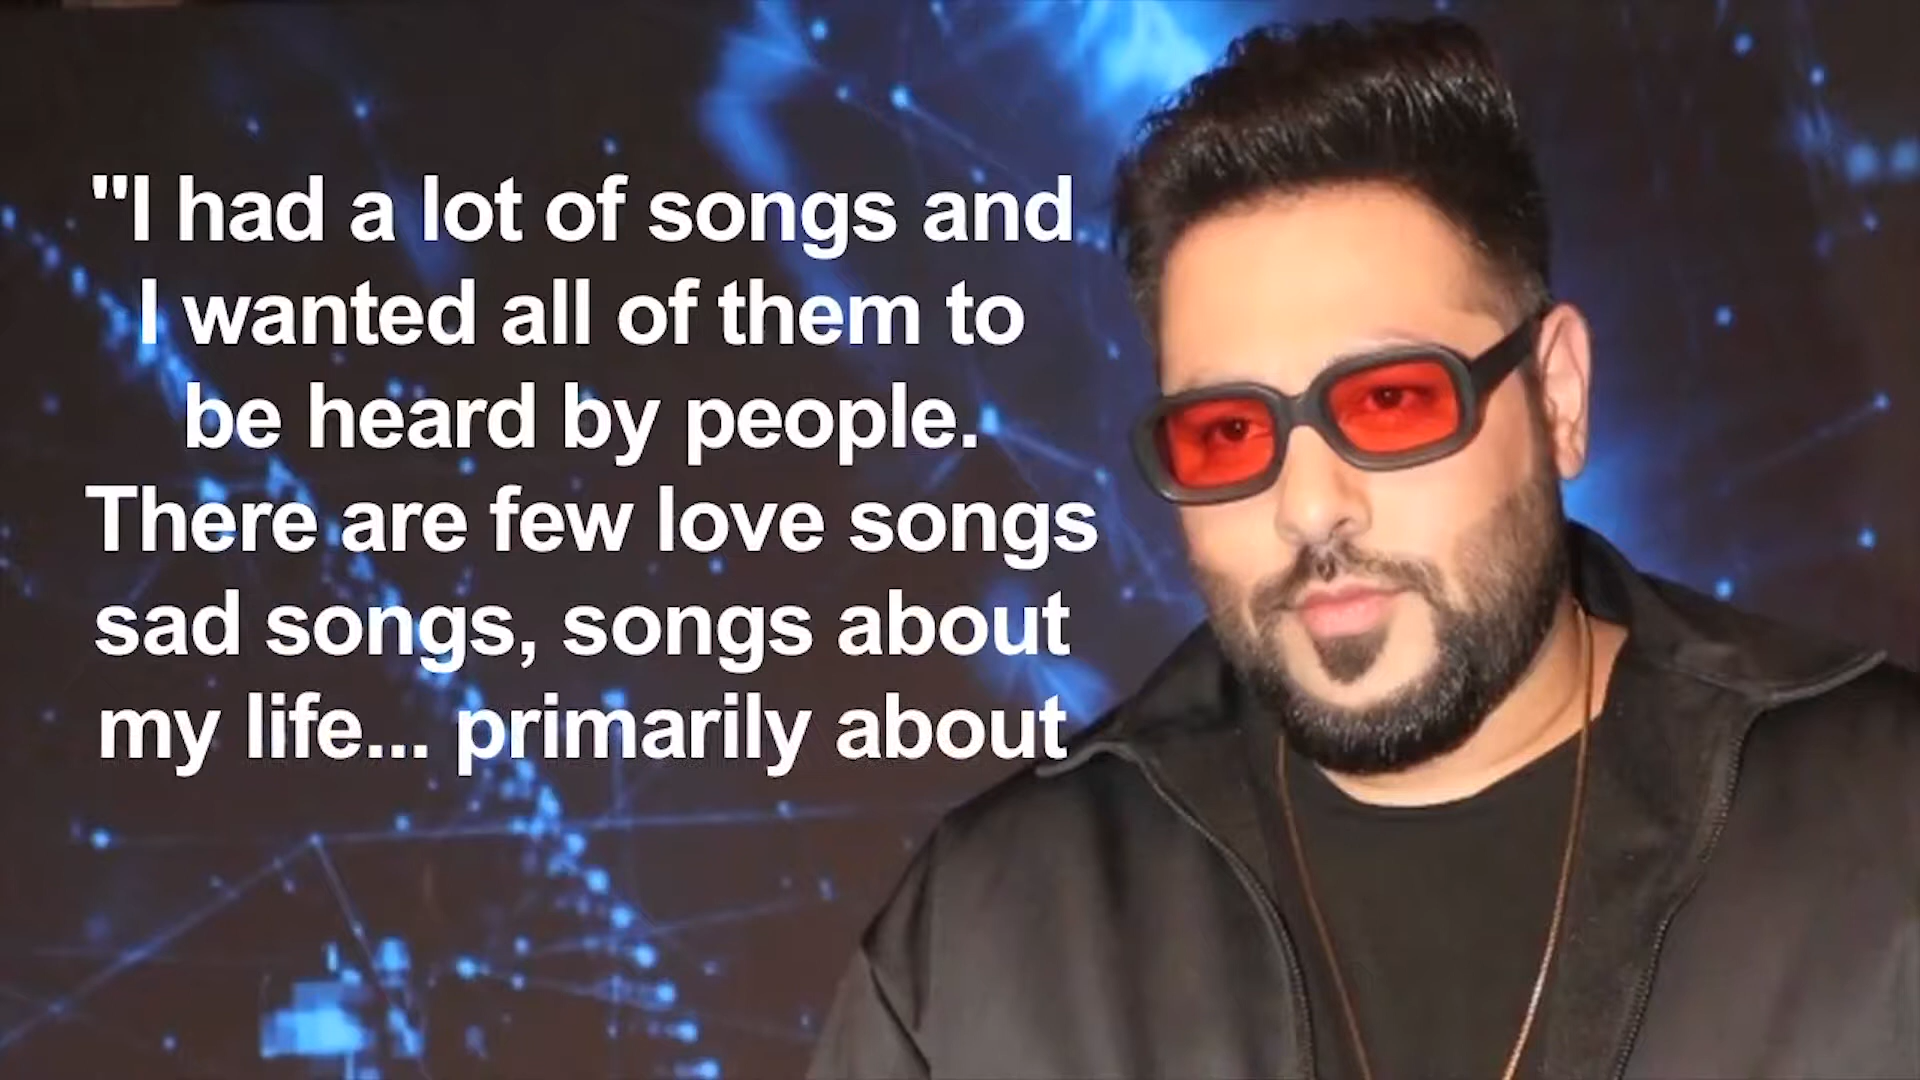 "I had a lot of songs and
I wanted all of them to
be heard by people.
There are few love songs
sad songs, songs about
my life... primarily about